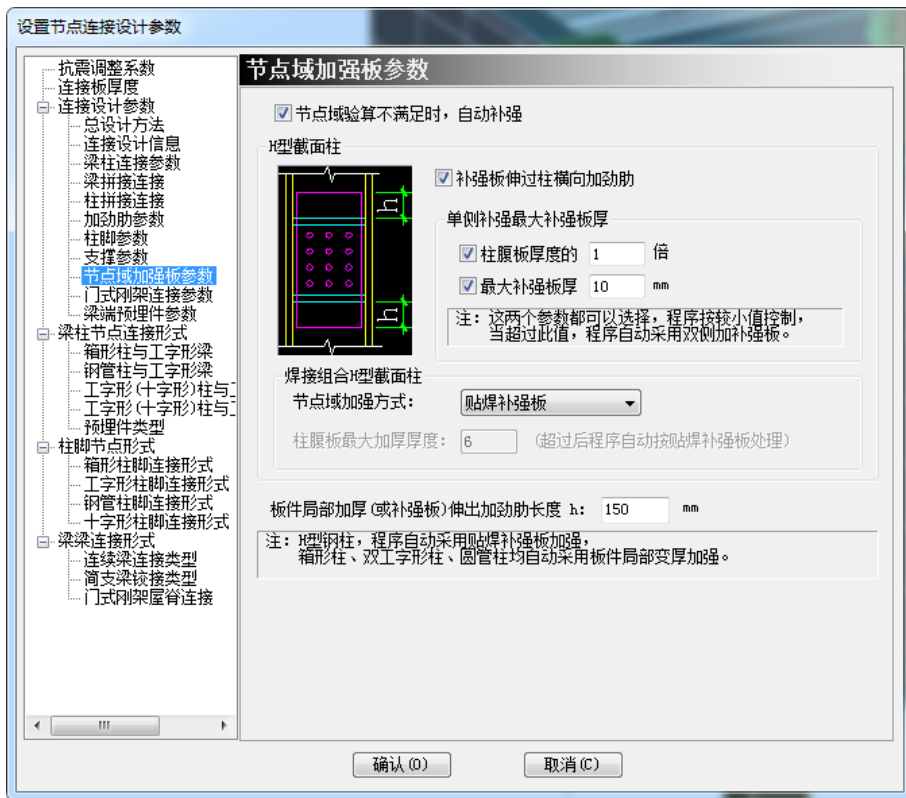 设置节点连接设计参数
抗震调整系数
连接板厚度
连接设计参数
总设计方法
连接设计信息
梁柱连接参数
梁拼接连接
柱拼接连接
加劲肋参数
柱脚参数
支撑参数
节点域加强板参数
门式刚架连接参数
梁端预埋件参数
梁柱节点连接形式
箱形柱与工字形梁
钢管柱与工字形梁
工字形(十字形)柱与
工字形(十字形)柱与
预埋件类型
柱脚节点形式
箱形柱脚连接形式
工字形柱脚连接形式
钢管柱脚连接形式
十字形柱脚连接形式
梁梁连接形式
连续梁连接类型
简支梁铰接类型
门式刚架屋脊连接
节点域加强板参数
节点域验算不满足时，自动补强
H型截面柱
h
h
补强板伸过柱横向加劲肋
单侧补强最大补强板厚
柱腹板厚度的 1 倍
最大补强板厚 10 mm
注：这两个参数都可以选择，程序按较小值控制，
当超过此值，程序自动采用双侧加补强板。
焊接组合H型截面柱
节点域加强方式： 贴焊补强板
柱腹板最大加厚厚度： 6 (超过后程序自动按贴焊补强板处理)
板件局部加厚(或补强板)伸出加劲肋长度 h： 150 mm
注：H型钢柱，程序自动采用贴焊补强板加强，
箱形柱、双工字形柱、圆管柱均自动采用板件局部变厚加强。
确认(O)
取消(C)